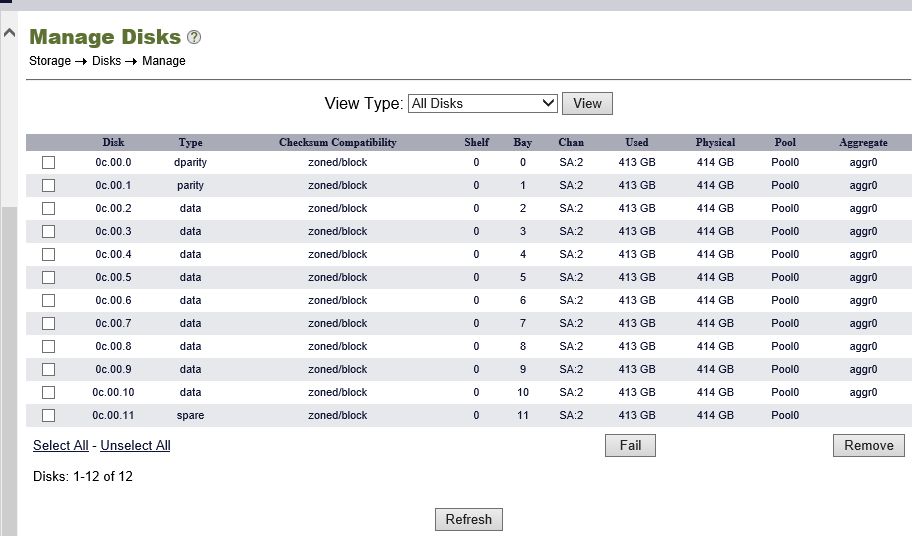 Manage Disks ?
Storage → Disks → Manage
View Type: All Disks View
Disk Type Checksum Compatibility Shelf Bay Chan Used Physical Pool Aggregate
0c.00.0 dparity zoned/block 0 0 SA:2 413 GB 414 GB Pool0 aggr0
0c.00.1 parity zoned/block 0 1 SA:2 413 GB 414 GB Pool0 aggr0
0c.00.2 data zoned/block 0 2 SA:2 413 GB 414 GB Pool0 aggr0
0c.00.3 data zoned/block 0 3 SA:2 413 GB 414 GB Pool0 aggr0
0c.00.4 data zoned/block 0 4 SA:2 413 GB 414 GB Pool0 aggr0
0c.00.5 data zoned/block 0 5 SA:2 413 GB 414 GB Pool0 aggr0
0c.00.6 data zoned/block 0 6 SA:2 413 GB 414 GB Pool0 aggr0
0c.00.7 data zoned/block 0 7 SA:2 413 GB 414 GB Pool0 aggr0
0c.00.8 data zoned/block 0 8 SA:2 413 GB 414 GB Pool0 aggr0
0c.00.9 data zoned/block 0 9 SA:2 413 GB 414 GB Pool0 aggr0
0c.00.10 data zoned/block 0 10 SA:2 413 GB 414 GB Pool0 aggr0
0c.00.11 spare zoned/block 0 11 SA:2 413 GB 414 GB Pool0
Select All - Unselect All Fail Remove
Disks: 1-12 of 12
Refresh